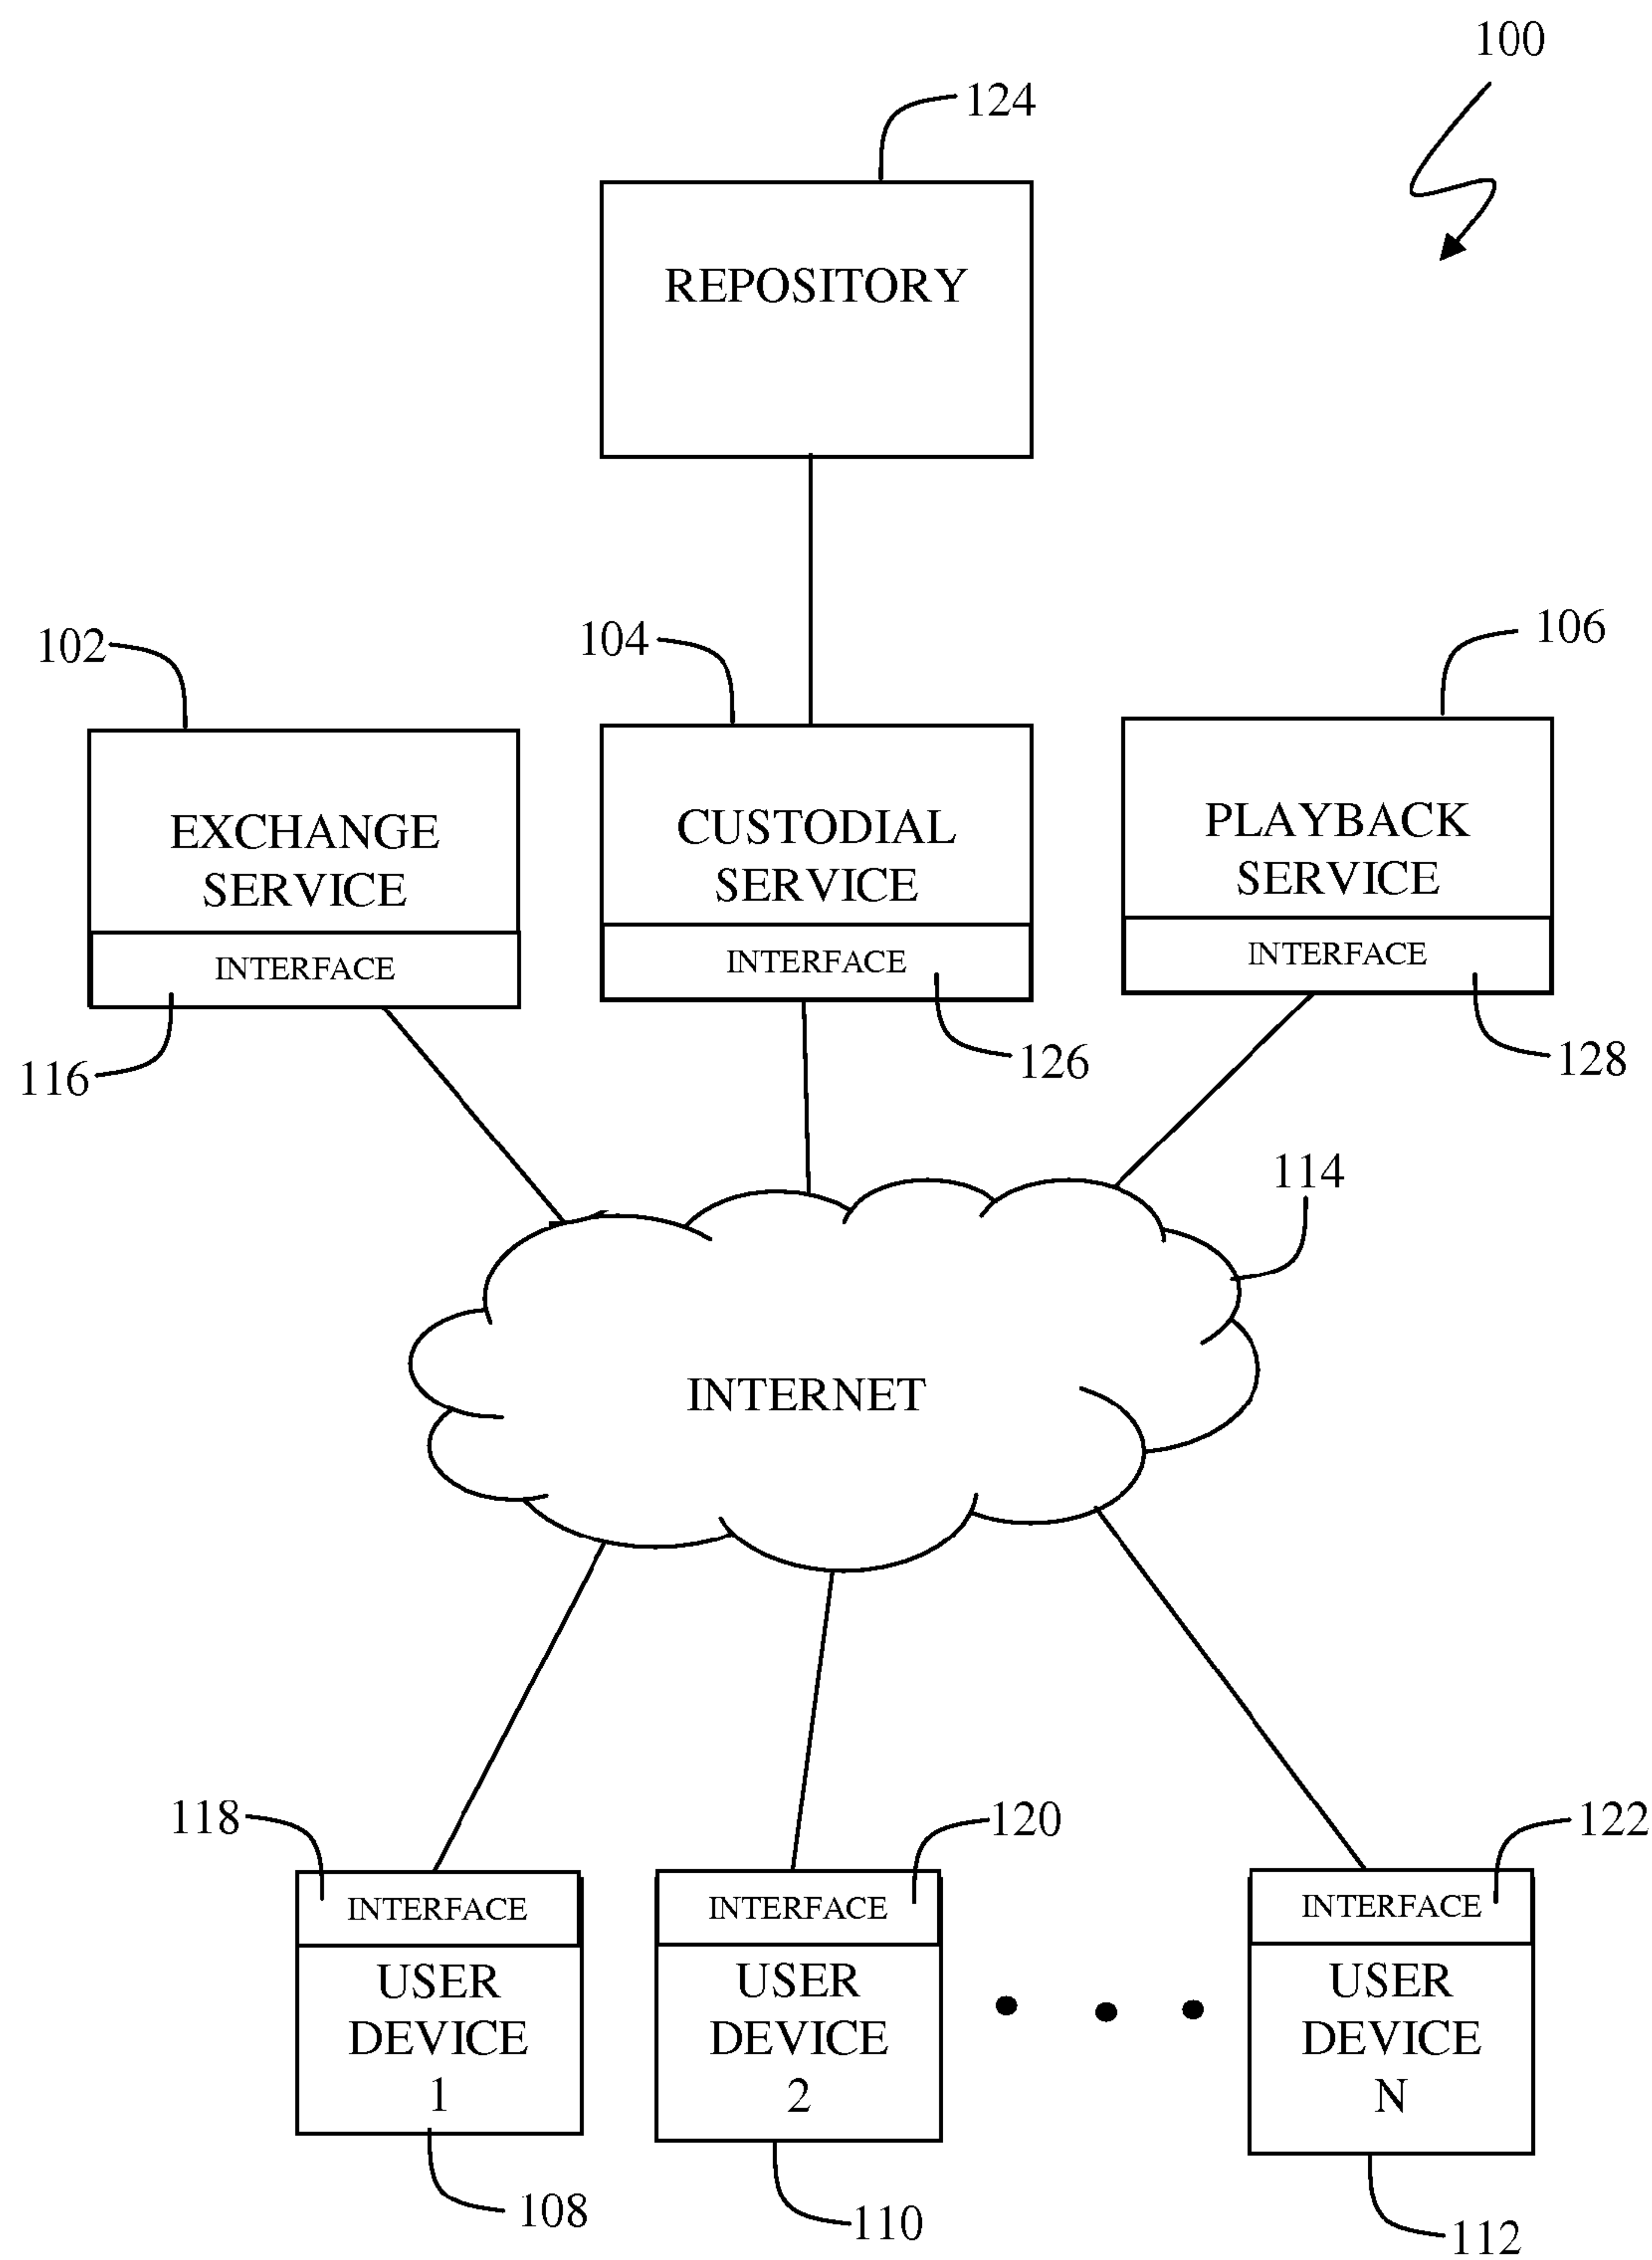 100
124
REPOSITORY
102
104
106
EXCHANGE
SERVICE
CUSTODIAL
SERVICE
PLAYBACK
SERVICE
INTERFACE
INTERFACE
INTERFACE
116
126
128
114
INTERNET
118
120
122
INTERFACE
INTERFACE
INTERFACE
USER
DEVICE
1
USER
DEVICE
2
USER
DEVICE
N
108
110
112